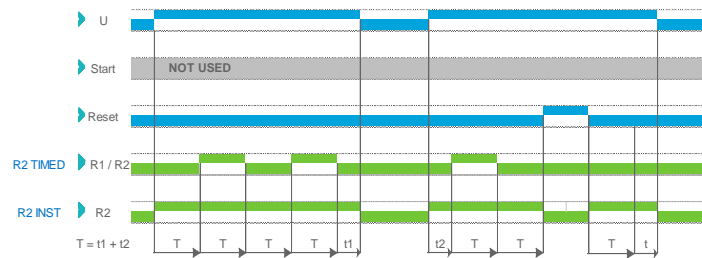 U
Start NOT USED
Reset
R2 TIMED R1 / R2
R2 INST R2
T = t1 + t2 T T T T t1 t2 T T T t